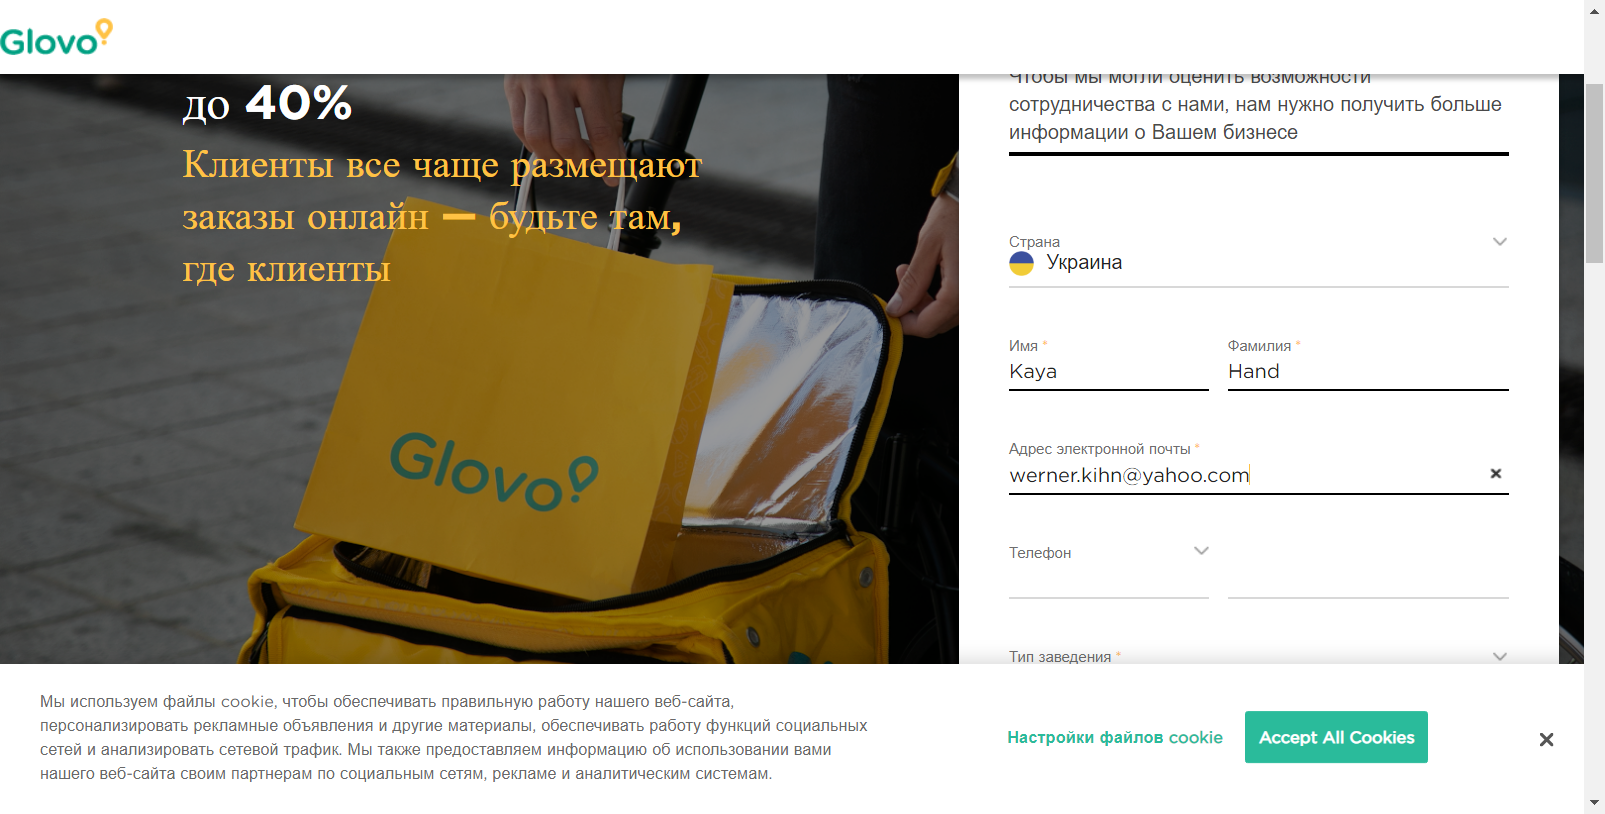 Glovo
до 40%
Клиенты все чаще размещают
заказы онлайн — будьте там,
где клиенты
Glovo
Чтобы мы могли оценить возможности
сотрудничества с нами, нам нужно получить больше
информации о Вашем бизнесе
Страна
Украина
Имя *
Kaya
Фамилия *
Hand
Адрес электронной почты *
werner.kihn@yahoo.com
Телефон
Тип заведения *
Мы используем файлы cookie, чтобы обеспечивать правильную работу нашего веб-сайта,
персонализировать рекламные объявления и другие материалы, обеспечивать работу функций социальных
сетей и анализировать сетевой трафик. Мы также предоставляем информацию об использовании вами
нашего веб-сайта своим партнерам по социальным сетям, рекламе и аналитическим системам.
Настройки файлов cookie
Accept All Cookies